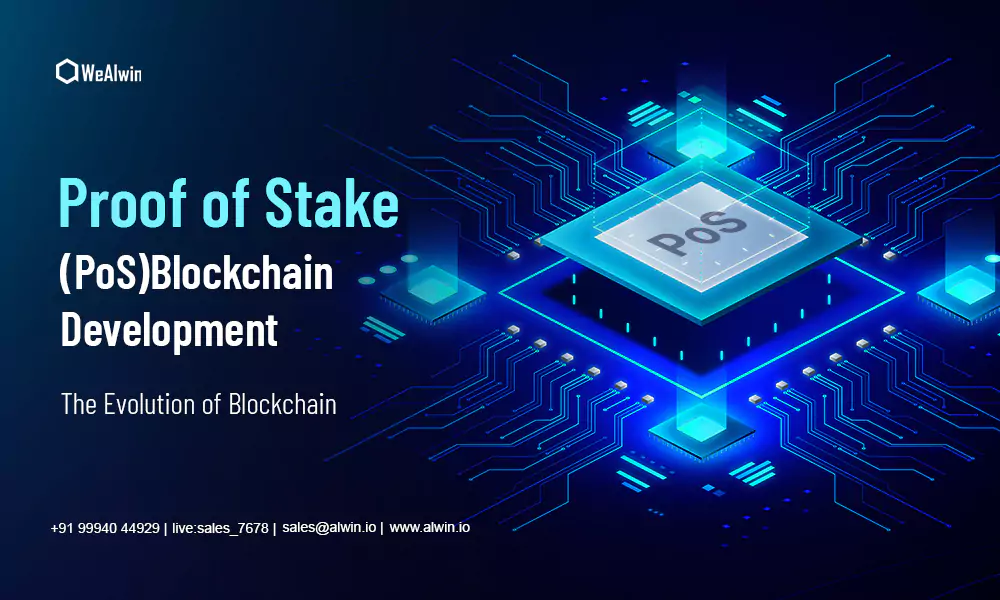 WeAlwin
Proof of Stake
(PoS)Blockchain
Development
The Evolution of Blockchain
PoS
+91 99940 44929 | live:sales_7678 | sales@alwin.io | www.alwin.io